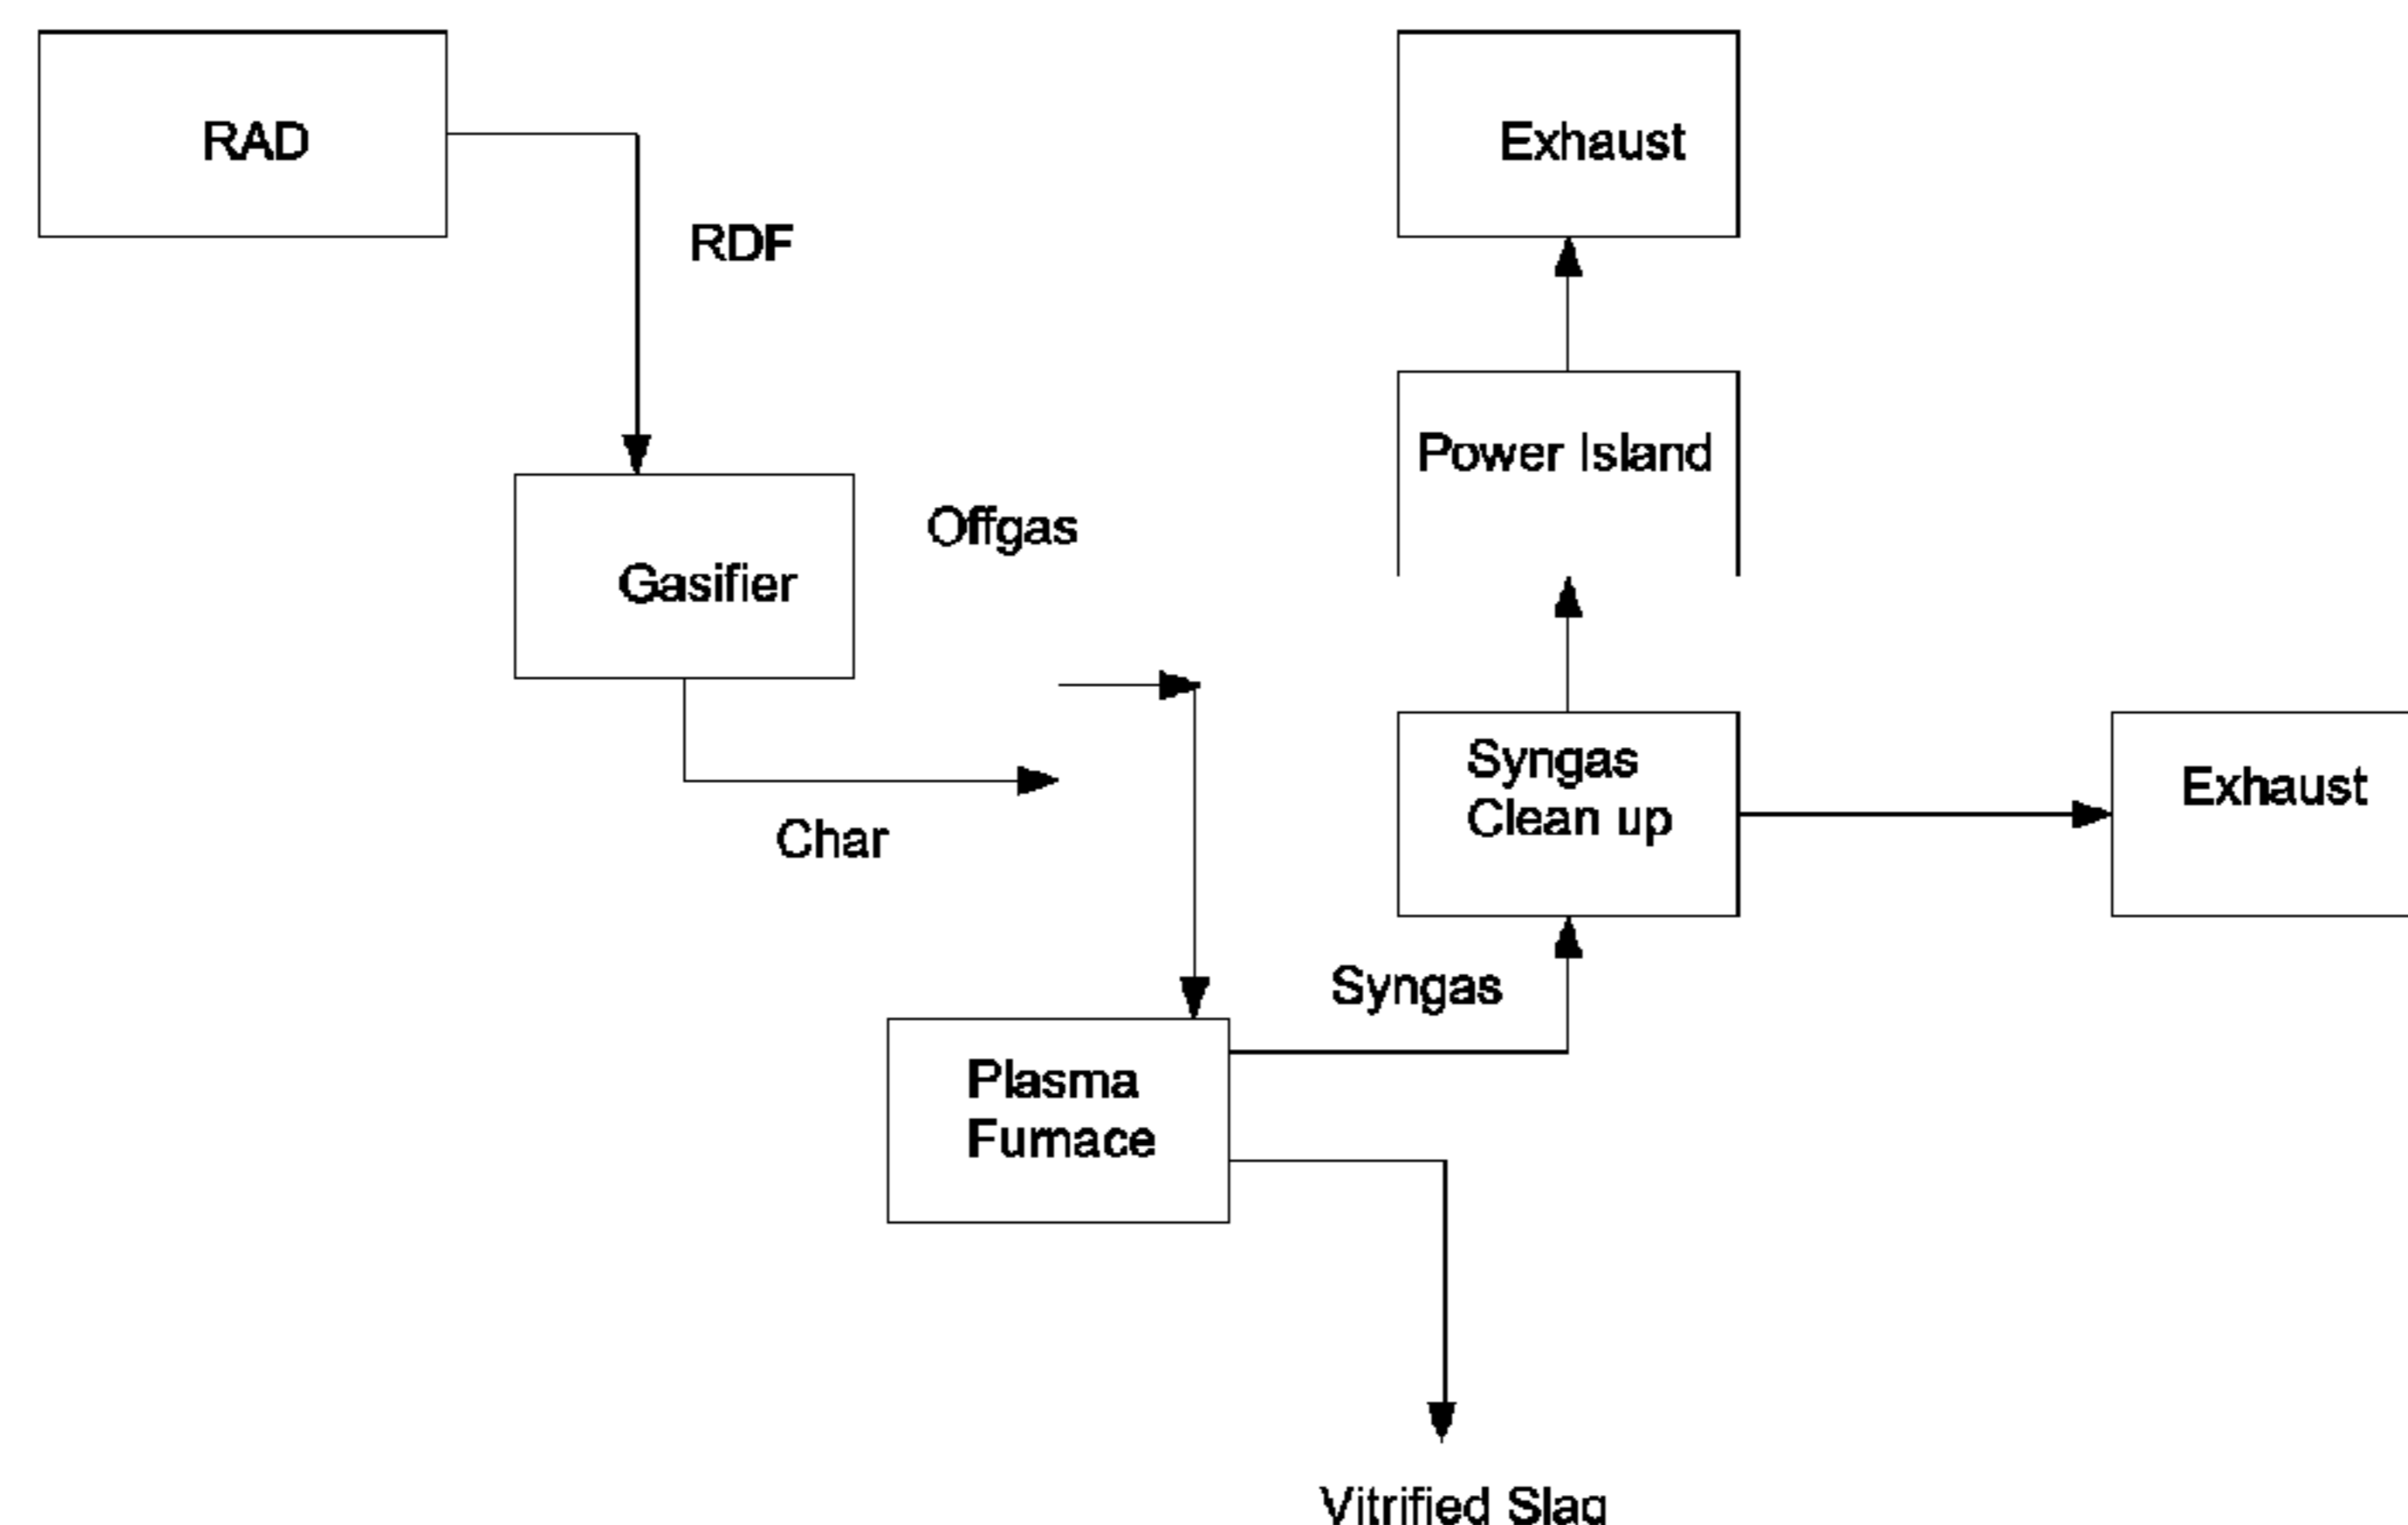 RAD
Exhaust
RDF
Power Island
Offgas
Gasifier
Syngas
Clean up
Exhaust
Char
Syngas
Plasma
Furnace
Vitrified Slag